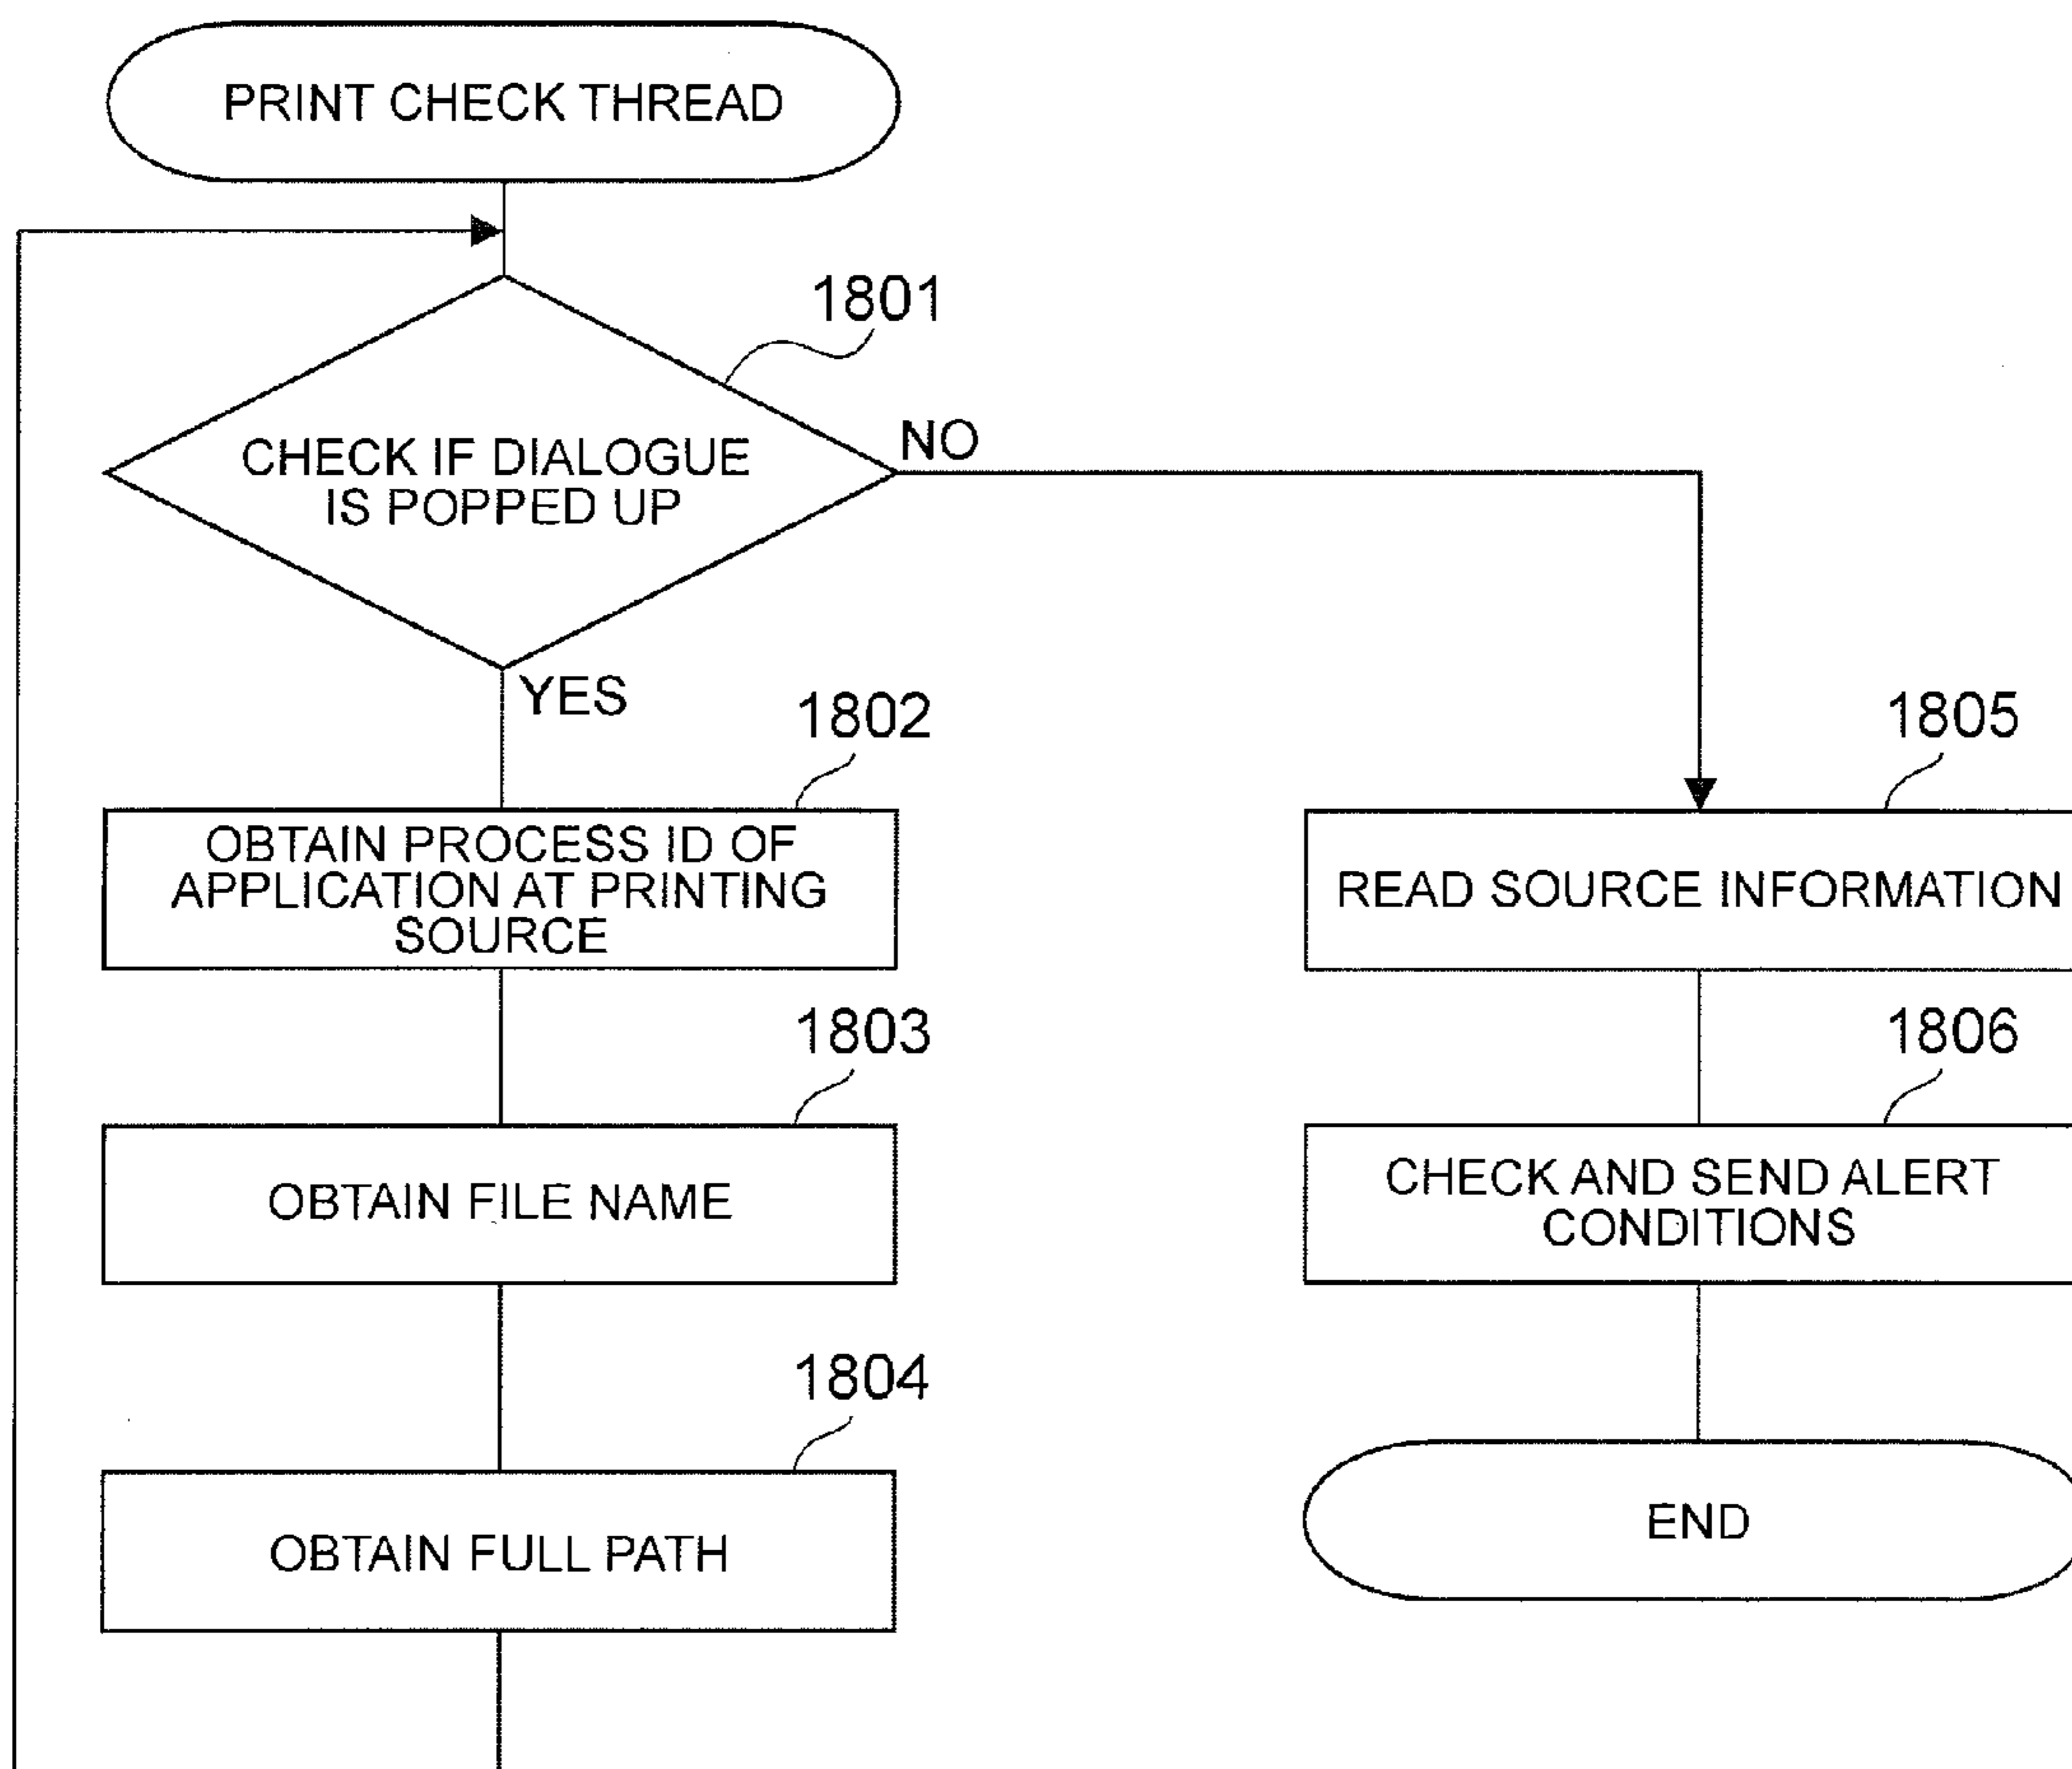 PRINT CHECK THREAD
1801
CHECK IF DIALOGUE
IS POPPED UP
NO
YES
1802
OBTAIN PROCESS ID OF
APPLICATION AT PRINTING
SOURCE
1803
OBTAIN FILE NAME
1804
OBTAIN FULL PATH
1805
READ SOURCE INFORMATION
1806
CHECK AND SEND ALERT
CONDITIONS
END